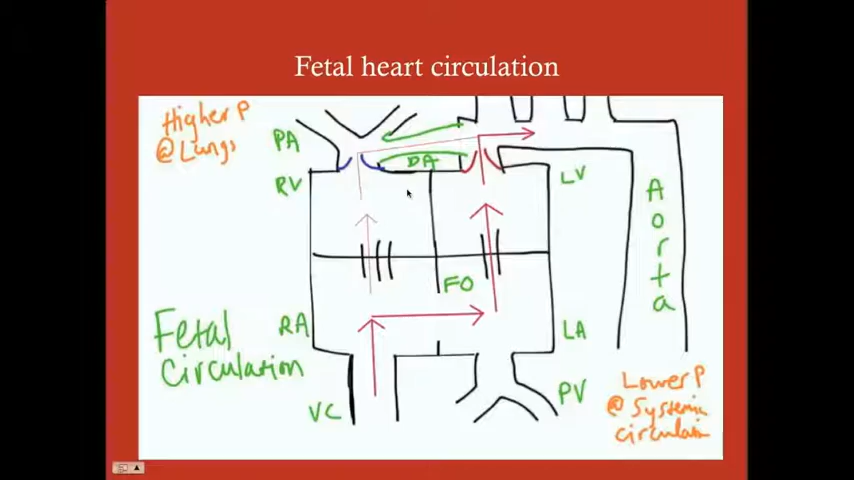 Fetal heart circulation
Higher P
@ Lungs
PA
DA
RV
LV
Aorta
FO
Fetal
Circulation
RA
LA
VC
PV
Lower P
@ Systemic
circulation